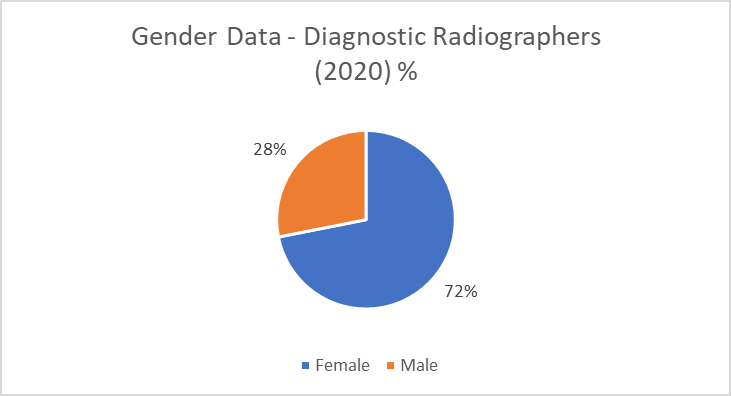 Gender Data - Diagnostic Radiographers
(2020) %
28%
72%
Female Male